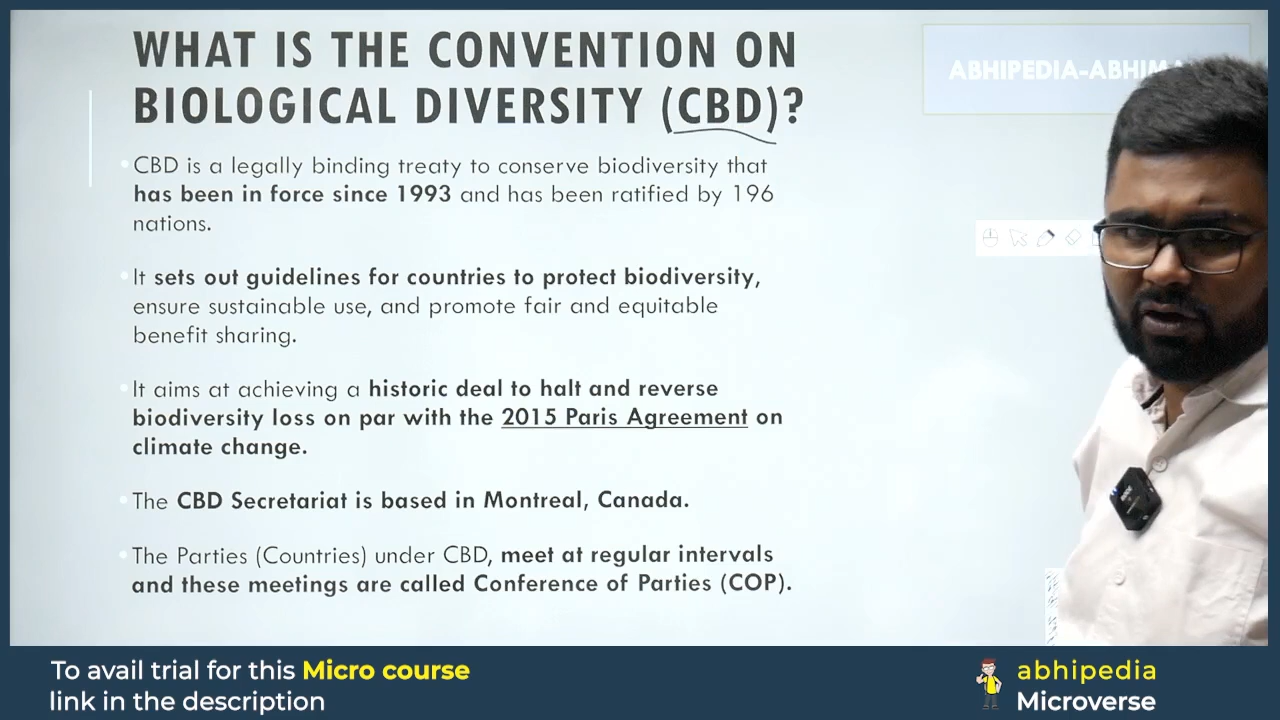 WHAT IS THE CONVENTION ON
BIOLOGICAL DIVERSITY (CBD)?
ABHIPEDIA-ABHIMA
CBD is a legally binding treaty to conserve biodiversity that
has been in force since 1993 and has been ratified by 196
nations.
It sets out guidelines for countries to protect biodiversity,
ensure sustainable use, and promote fair and equitable
benefit sharing.
It aims at achieving a historic deal to halt and reverse
biodiversity loss on par with the 2015 Paris Agreement on
climate change.
The CBD Secretariat is based in Montreal, Canada.
The Parties (Countries) under CBD, meet at regular intervals
and these meetings are called Conference of Parties (COP).
To avail trial for this Micro course
link in the description
abhipedia
Microverse